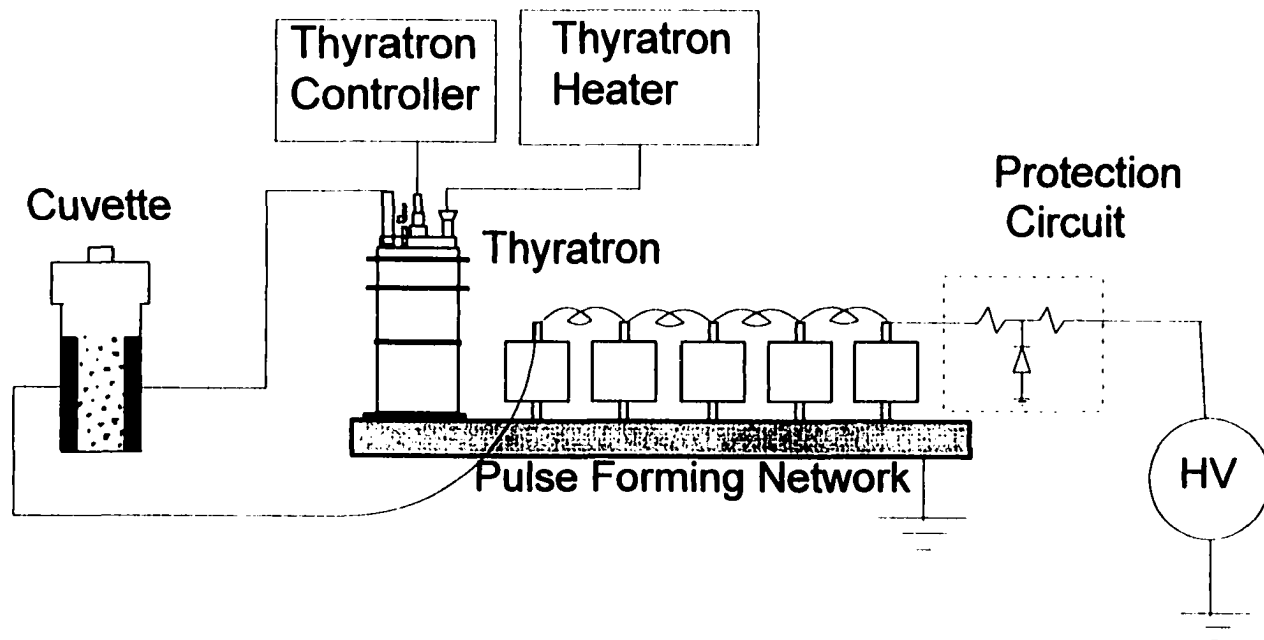 Thyratron
Controller
Thyratron
Heater
Protection
Circuit
Cuvette
Thyratron
Pulse Forming Network
HV